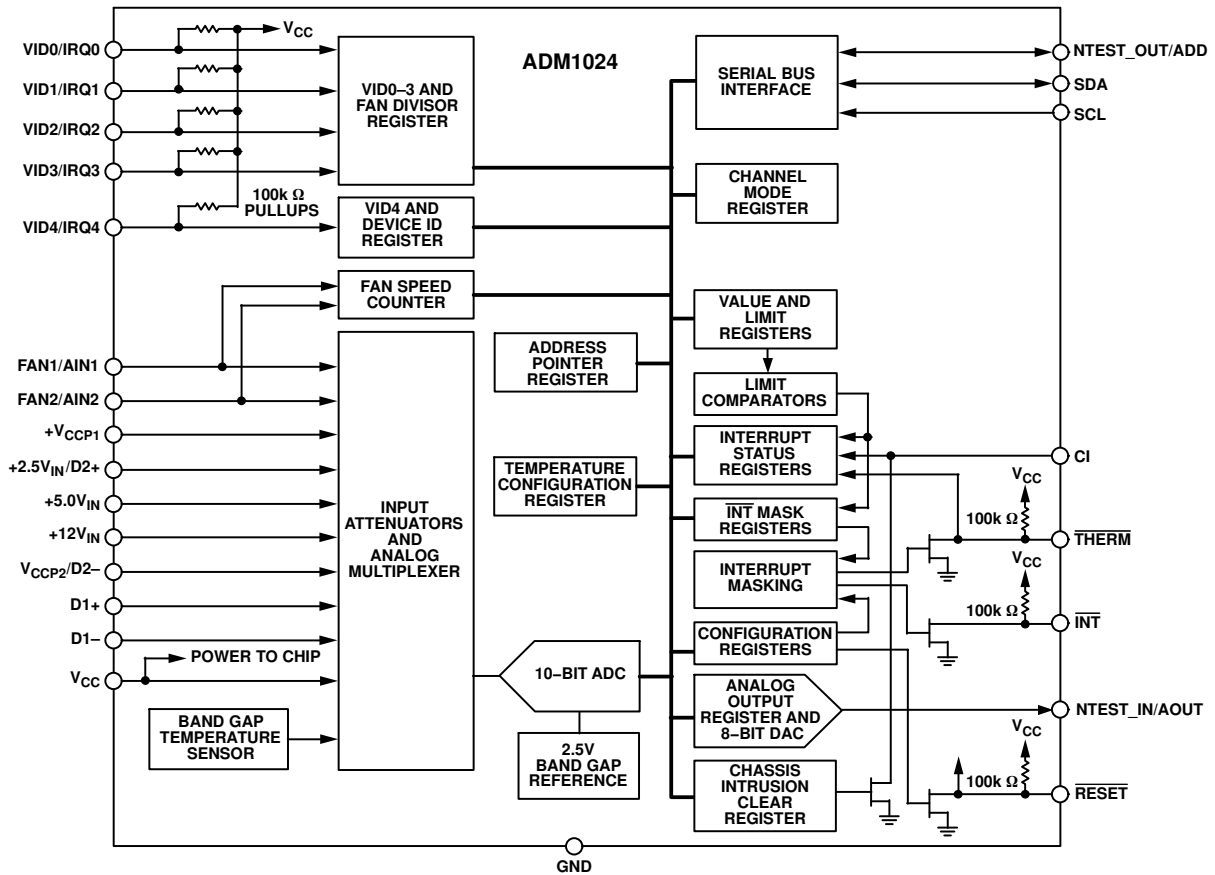 ADM1024
VID0/IRQ0
VID1/IRQ1
VID2/IRQ2
VID3/IRQ3
VID4/IRQ4
VCC
100k Ω
PULLUPS
VID0–3 AND
FAN DIVISOR
REGISTER
VID4 AND
DEVICE ID
REGISTER
FAN SPEED
COUNTER
FAN1/AIN1
FAN2/AIN2
+VCCP1
+2.5VIN/D2+
+5.0VIN
+12VIN
VCCP2/D2–
D1+
D1–
VCC
POWER TO CHIP
BAND GAP
TEMPERATURE
SENSOR
INPUT
ATTENUATORS
AND
ANALOG
MULTIPLEXER
10–BIT ADC
2.5V
BAND GAP
REFERENCE
ADDRESS
POINTER
REGISTER
TEMPERATURE
CONFIGURATION
REGISTER
SERIAL BUS
INTERFACE
CHANNEL
MODE
REGISTER
VALUE AND
LIMIT
REGISTERS
LIMIT
COMPARATORS
INTERRUPT
STATUS
REGISTERS
INT MASK
REGISTERS
INTERRUPT
MASKING
CONFIGURATION
REGISTERS
ANALOG
OUTPUT
REGISTER AND
8–BIT DAC
CHASSIS
INTRUSION
CLEAR
REGISTER
NTEST_OUT/ADD
SDA
SCL
CI
VCC
100k Ω
THERM
VCC
100k Ω
INT
NTEST_IN/AOUT
VCC
100k Ω
RESET
GND